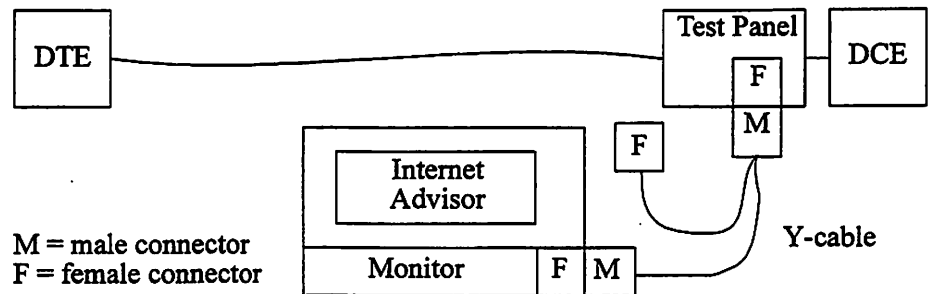 DTE
Test Panel
DCE
F
M
F
Internet
Advisor
Y-cable
M = male connector
F = female connector
Monitor
F
M